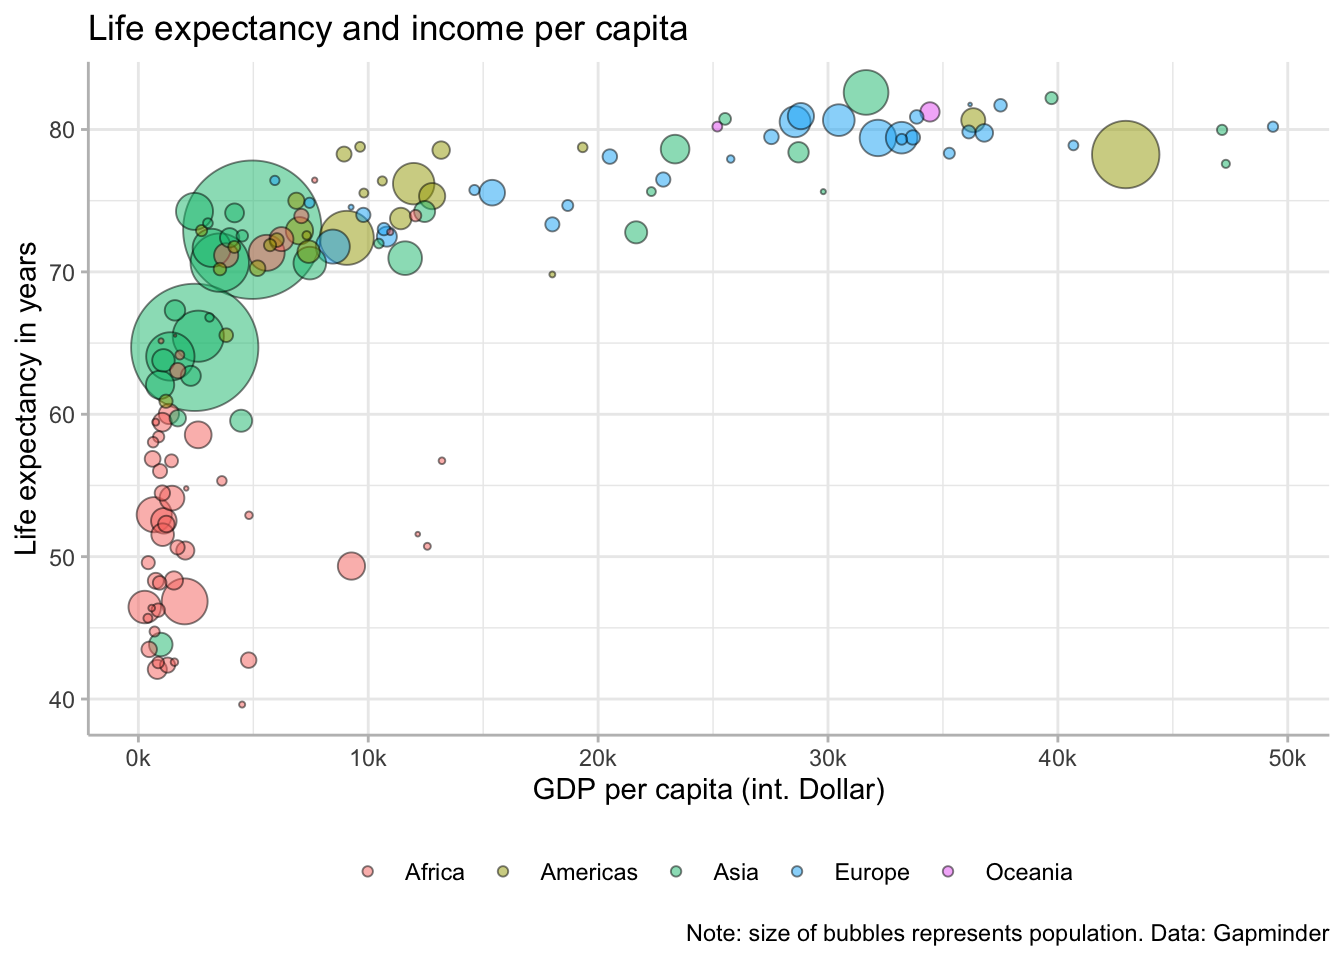 Life expectancy and income per capita
Life expectancy in years
80
70
60
50
40
0k 10k 20k 30k 40k 50k
GDP per capita (int. Dollar)
Africa Americas Asia Europe Oceania
Note: size of bubbles represents population. Data: Gapminder